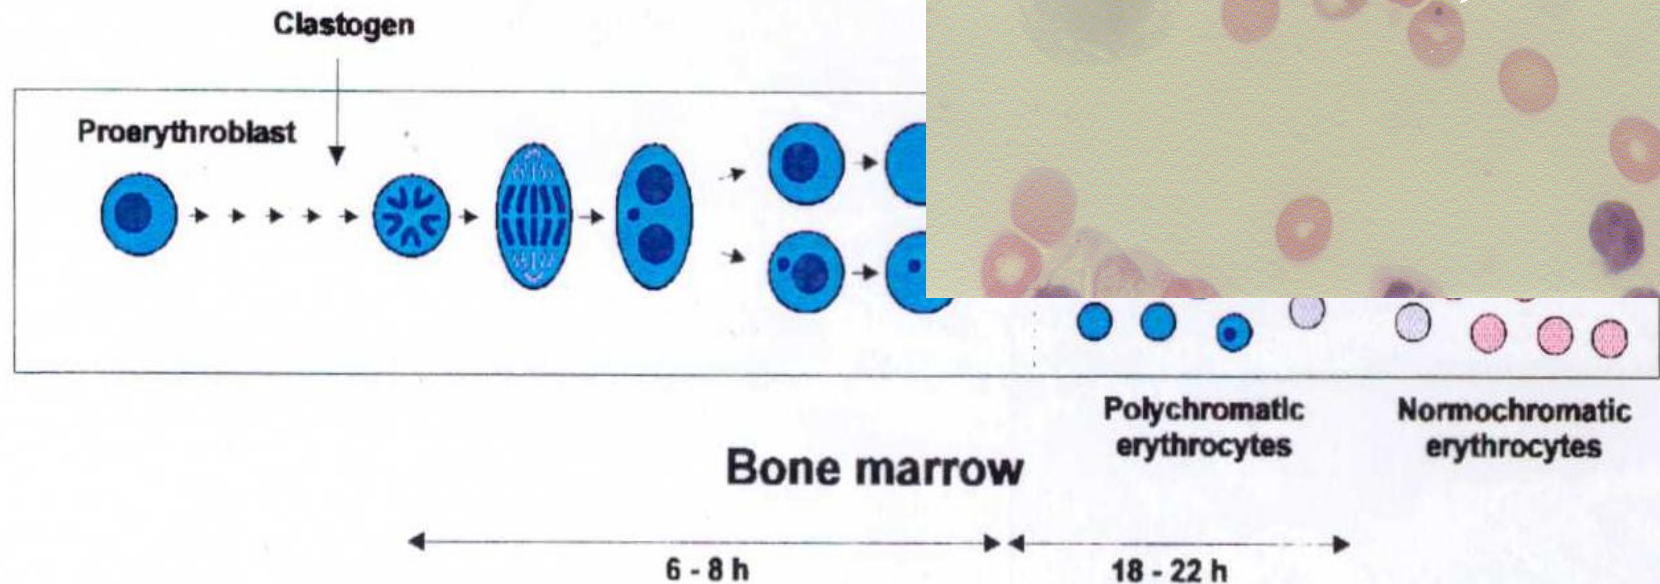 Clastogen
Proerythroblast
Polychromatic
erythrocytes
Normochromatic
erythrocytes
Bone marrow
6 - 8 h
18 - 22 h